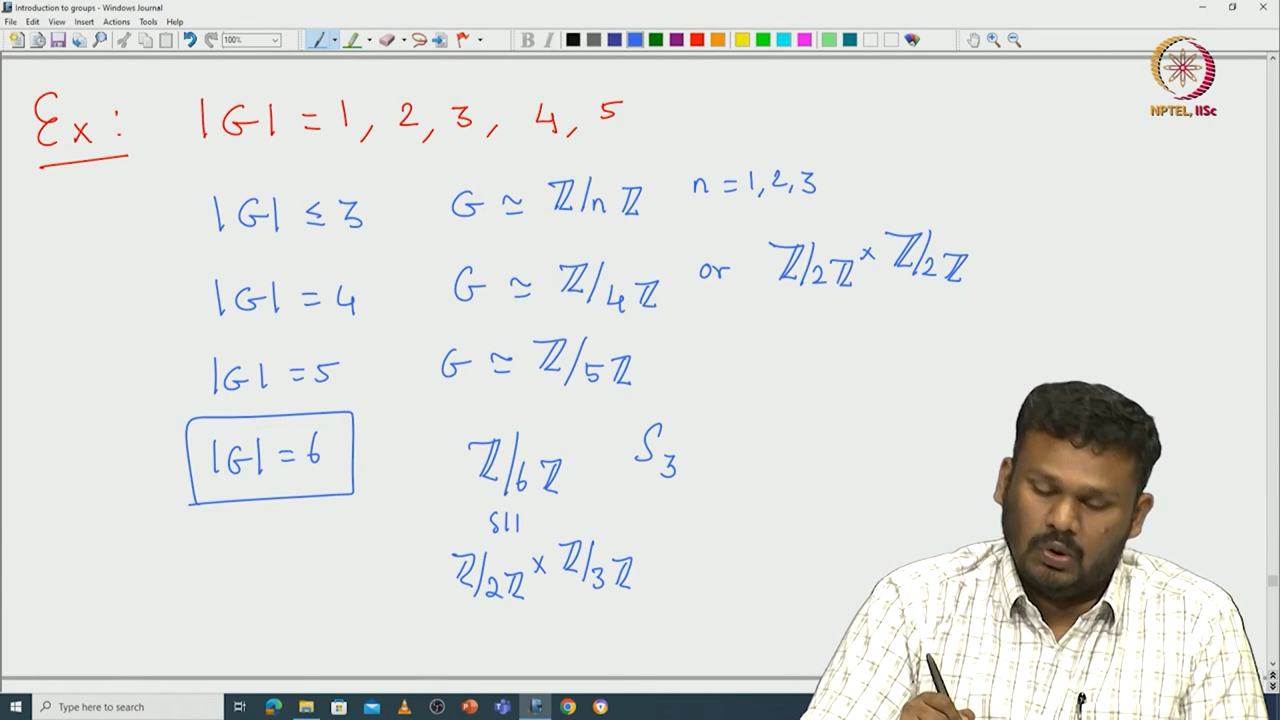 Introduction to groups - Windows Journal
File Edit View Insert Actions Tools Help
100%
B I
NPTEL, IISc
Ex: |G| = 1, 2, 3, 4, 5
|G| ≤ 3 G ≃ ℤ/nℤ n = 1, 2, 3
|G| = 4 G ≃ ℤ/4ℤ or ℤ/2ℤ × ℤ/2ℤ
|G| = 5 G ≃ ℤ/5ℤ
|G| = 6 ℤ/6ℤ S₃
SII
ℤ/2ℤ × ℤ/3ℤ
Type here to search